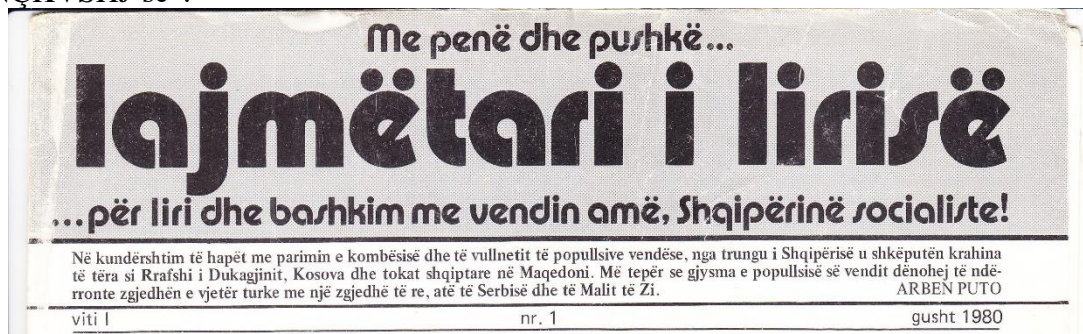 Me penë dhe pushkë...
lajmëtari i lirisë
...për liri dhe bashkim me vendin amë, Shqipërinë socialiste!
Në kundërshtim të hapët me parimin e kombësisë dhe të vullnetit të popullsive vendëse, nga trungu i Shqipërisë u shkëputën krahina
të tëra si Rrafshi i Dukagjinit, Kosova dhe tokat shqiptare në Maqedoni. Më tepër se gjysma e popullsisë së vendit dënohej të ndë-
rronte zgjedhën e vjetër turke me një zgjedhë të re, atë të Serbisë dhe të Malit të Zi. ARBEN PUTO
viti I nr. 1 gusht 1980